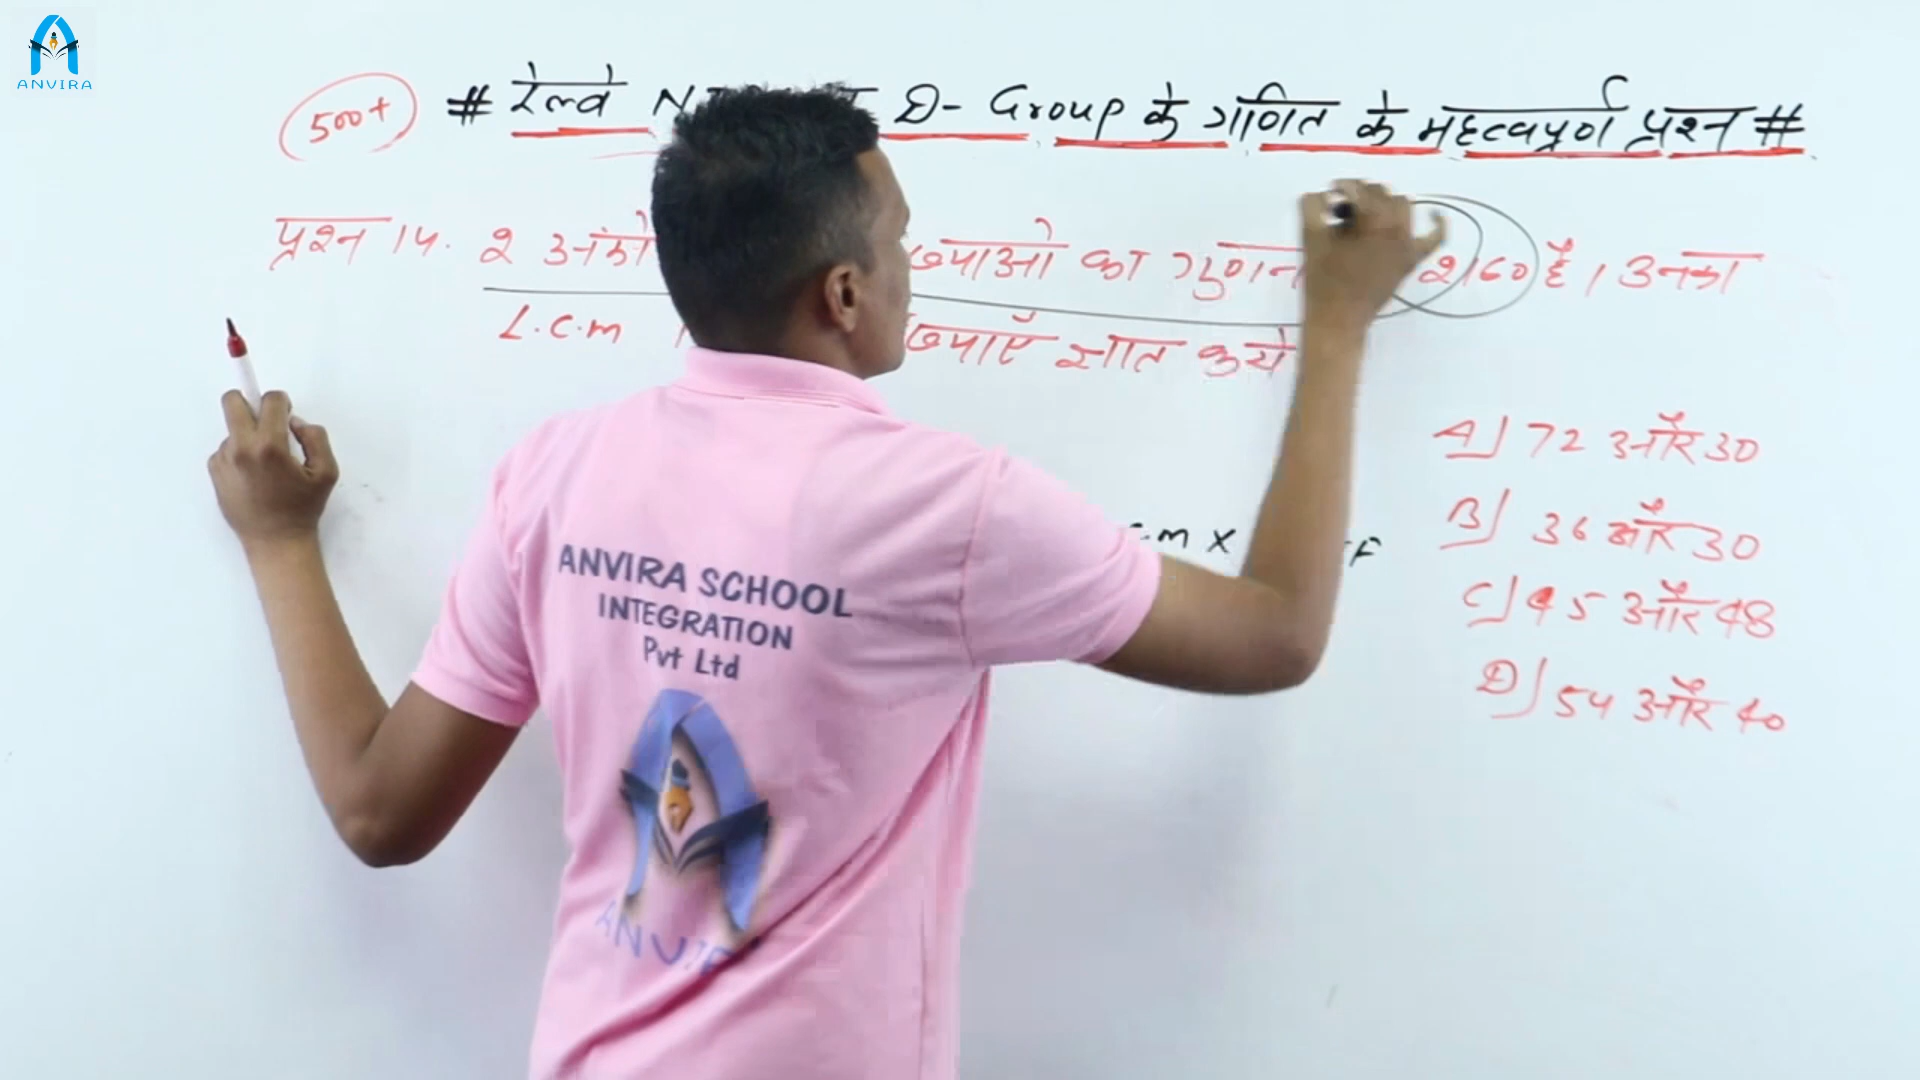 ANVIRA
500+ # रेल्वे D- Group के गणित के महत्वपूर्ण प्रश्न #
प्रश्न 14. 2 अंको का 2160 है, उनका
L.C.M ज्ञात करो
A) 72 और 30
B) 36 और 30
C) 45 और 48
D) 54 और 40
ANVIRA SCHOOL
INTEGRATION
Pvt Ltd